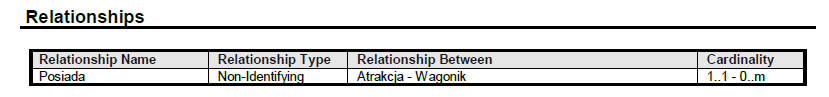 Relationships
Relationship Name Relationship Type Relationship Between Cardinality
Posiada Non-Identifying Atrakcja - Wagonik 1..1 - 0..m